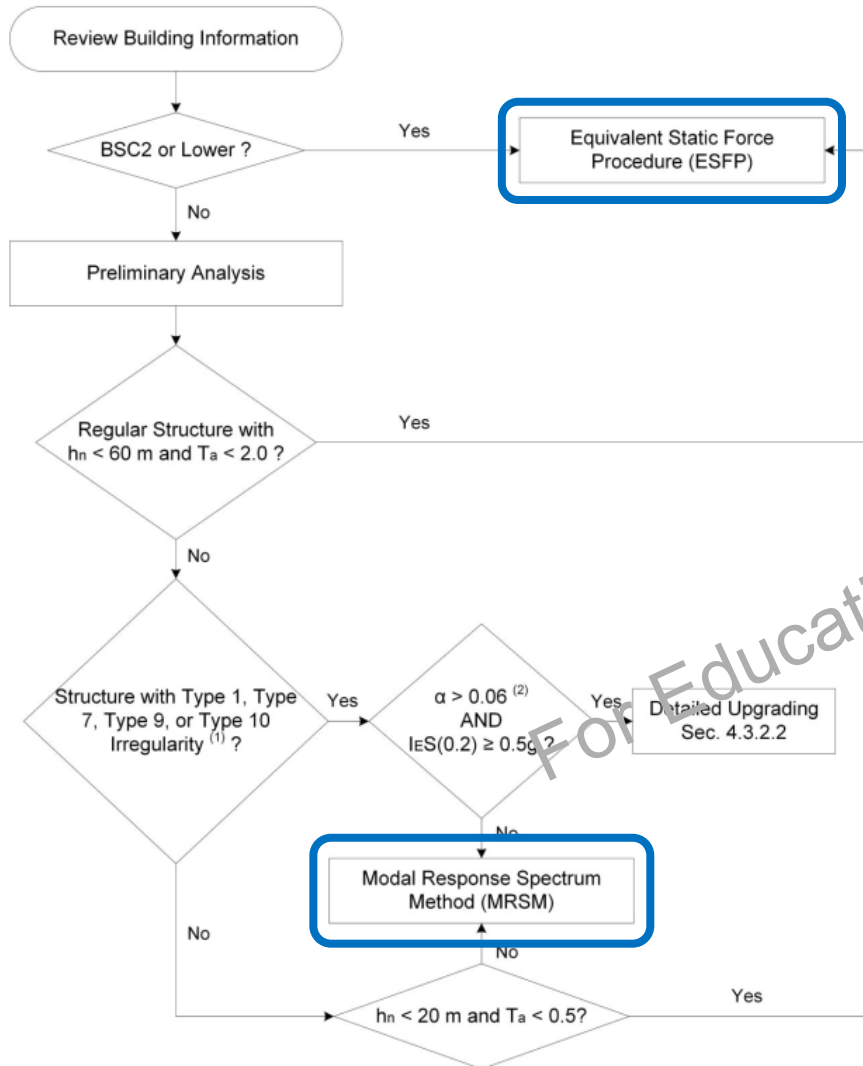 Review Building Information
BSC2 or Lower ?
Yes
Equivalent Static Force
Procedure (ESFP)
No
Preliminary Analysis
Regular Structure with
hn < 60 m and Ta < 2.0 ?
Yes
No
Structure with Type 1, Type
7, Type 9, or Type 10
Irregularity (1) ?
Yes
α > 0.06 (2)
AND
IES(0.2) ≥ 0.5g ?
Yes
Detailed Upgrading
Sec. 4.3.2.2
For Educati
No
Modal Response Spectrum
Method (MRSM)
No
No
hn < 20 m and Ta < 0.5?
Yes